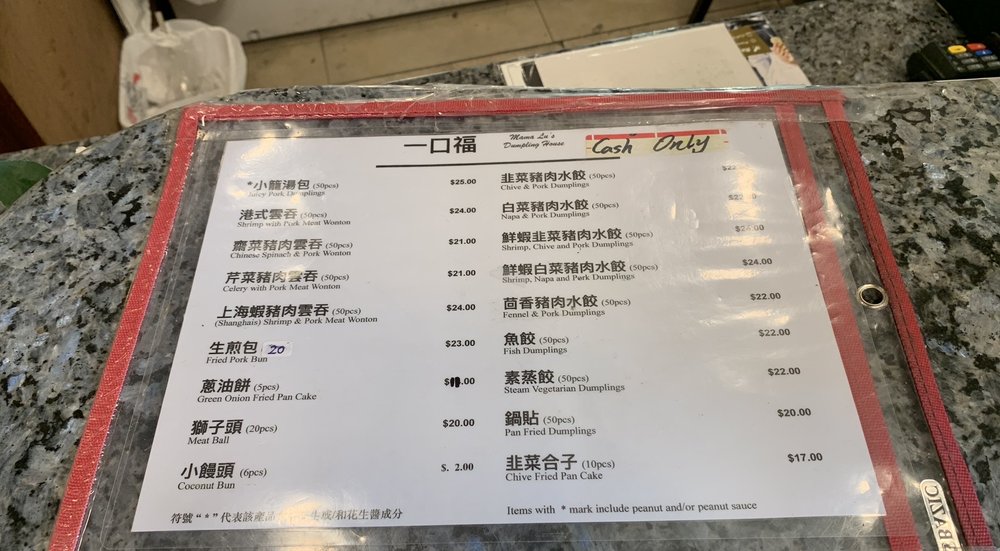 一口福
Mama Lu's
Dumpling House
Cash Only
*小籠湯包 (50pcs) $25.00
Juicy Pork Dumplings
港式雲吞 (50pcs) $24.00
Shrimp with Pork Meat Wonton
齋菜豬肉雲吞 (50pcs) $21.00
Chinese Spinach & Pork Wonton
芹菜豬肉雲吞 (50pcs) $21.00
Celery with Pork Meat Wonton
上海蝦豬肉雲吞 (50pcs) $24.00
(Shanghais) Shrimp & Pork Meat Wonton
生煎包 20 $23.00
Fried Pork Bun
蔥油餅 (5pcs) .00
Green Onion Fried Pan Cake
獅子頭 (20pcs) $20.00
Meat Ball
小饅頭 (6pcs) $. 2.00
Coconut Bun
符號“*”代表該產品 和花生醬成分
韭菜豬肉水餃 (50pcs)
Chive & Pork Dumplings
白菜豬肉水餃 (50pcs)
Napa & Pork Dumplings
鮮蝦韭菜豬肉水餃 (50pcs) $24.00
Shrimp, Chive and Pork Dumplings
鮮蝦白菜豬肉水餃 (50pcs) $24.00
Shrimp, Napa and Pork Dumplings
茴香豬肉水餃 (50pcs) $22.00
Fennel & Pork Dumplings
魚餃 (50pcs) $22.00
Fish Dumplings
素蒸餃 (50pcs) $22.00
Steam Vegetarian Dumplings
鍋貼 (50pcs) $20.00
Pan Fried Dumplings
韭菜合子 (10pcs) $17.00
Chive Fried Pan Cake
Items with * mark include peanut and/or peanut sauce
BAZIC